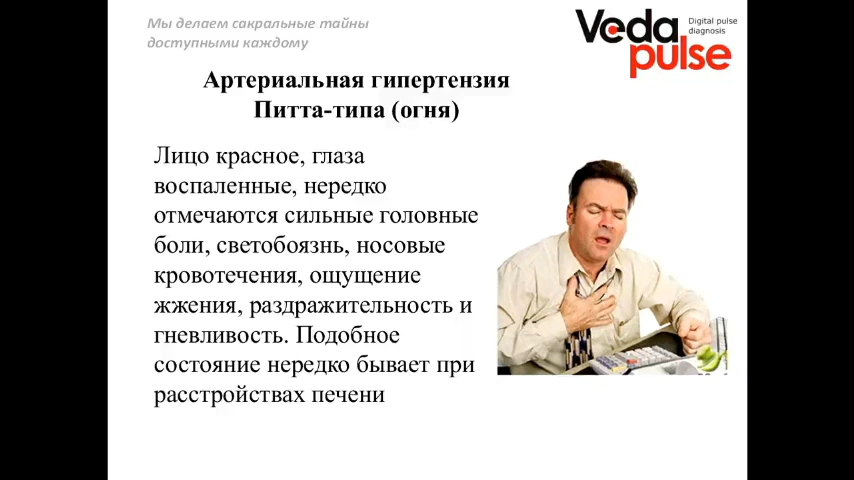 Мы делаем сакральные тайны
доступными каждому
Veda
pulse
Digital pulse
diagnosis
Артериальная гипертензия
Питта-типа (огня)
Лицо красное, глаза
воспаленные, нередко
отмечаются сильные головные
боли, светобоязнь, носовые
кровотечения, ощущение
жжения, раздражительность и
гневливость. Подобное
состояние нередко бывает при
расстройствах печени